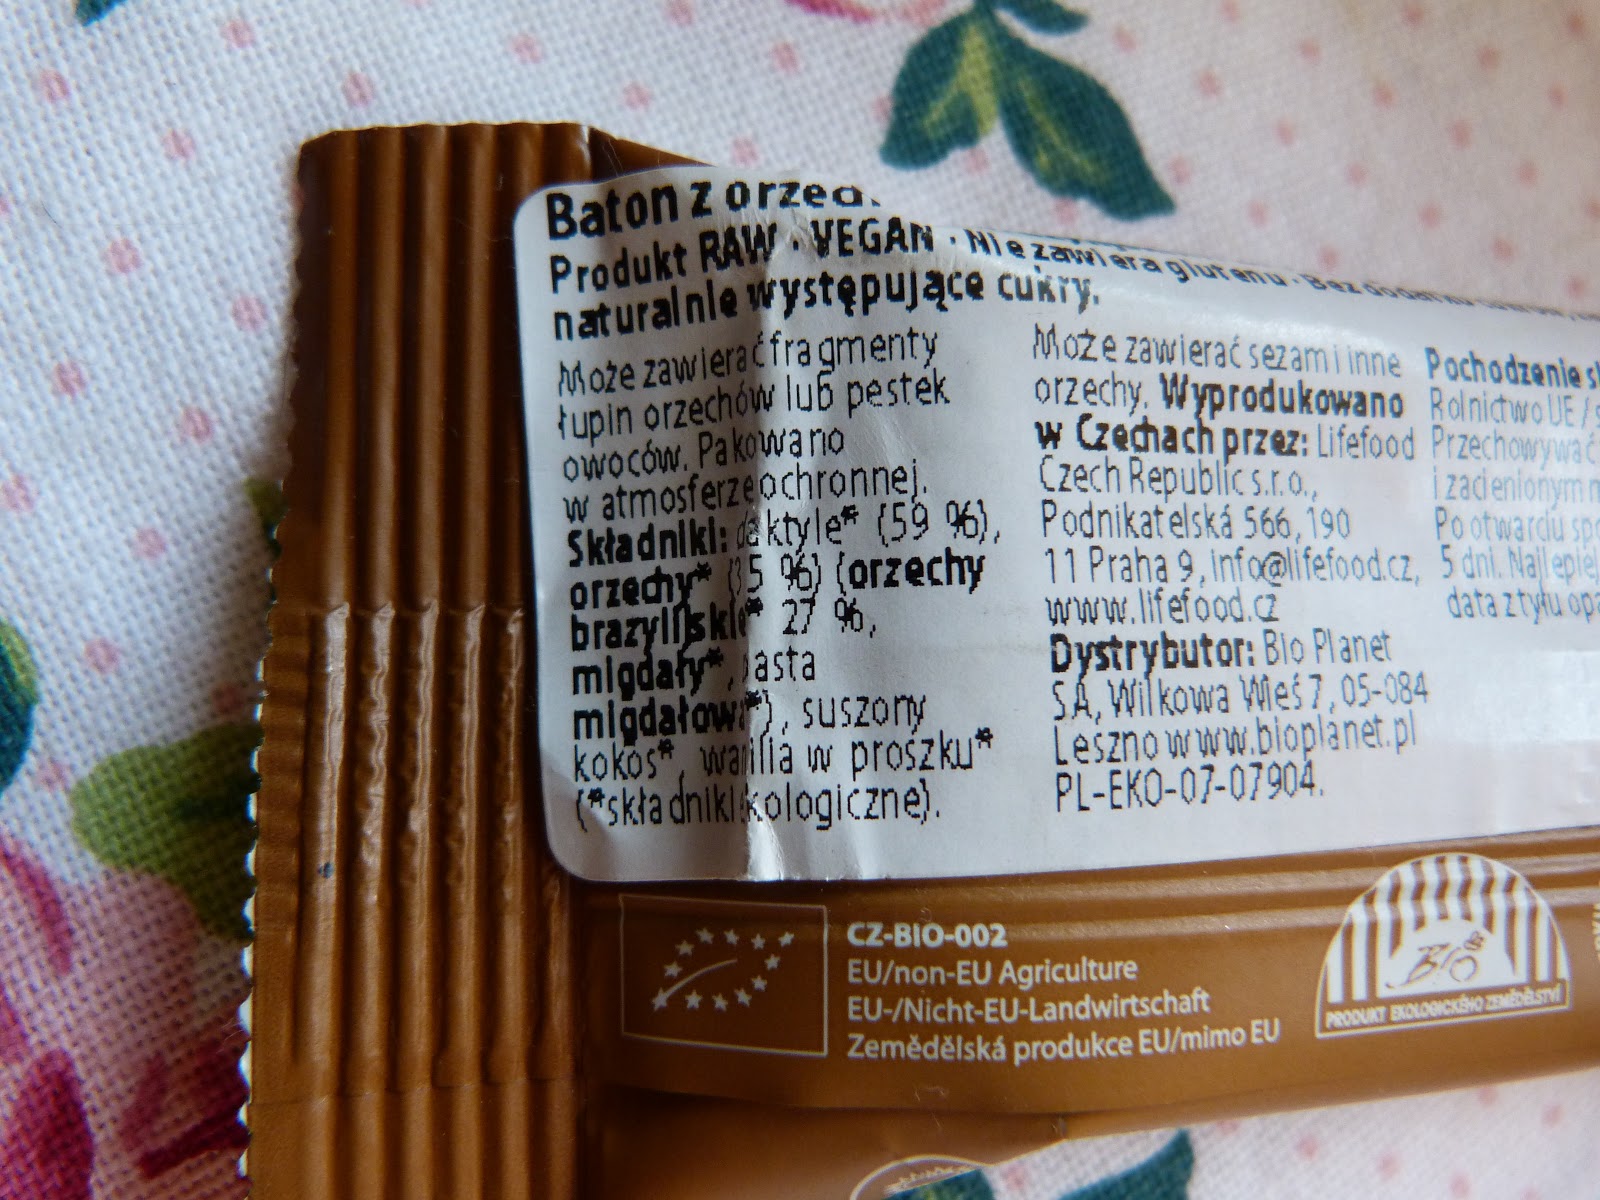 Baton z orzech
Produkt RAW · VEGAN · Nie zawiera glutenu · Bez dodatku
naturalnie występujące cukry.
Może zawierać fragmenty
łupin orzechów lub pestek
owoców. Pakowano
w atmosferze ochronnej.
Składniki: daktyle* (59 %),
orzechy* (35 %) (orzechy
brazylijskie* 27 %,
migdały*, pasta
migdałowa*), suszony
kokos*, wanilia w proszku*
(*składniki ekologiczne).
Może zawierać sezam i inne
orzechy. Wyprodukowano
w Czechach przez: Lifefood
Czech Republic s.r.o.,
Podnikatelská 566, 190
11 Praha 9, info@lifefood.cz,
www.lifefood.cz
Dystrybutor: Bio Planet
S.A., Wilkowa Wieś 7, 05-084
Leszno www.bioplanet.pl
PL-EKO-07-07904.
Pochodzenie
Rolnictwo UE /
Przechowywać
i zacienionym
Po otwarciu
5 dni. Najlepiej
data z tyłu
CZ-BIO-002
EU/non-EU Agriculture
EU-/Nicht-EU-Landwirtschaft
Zemědělská produkce EU/mimo EU
BIO
PRODUKT EKOLOGICKÉHO ZEMĚDĚLSTVÍ